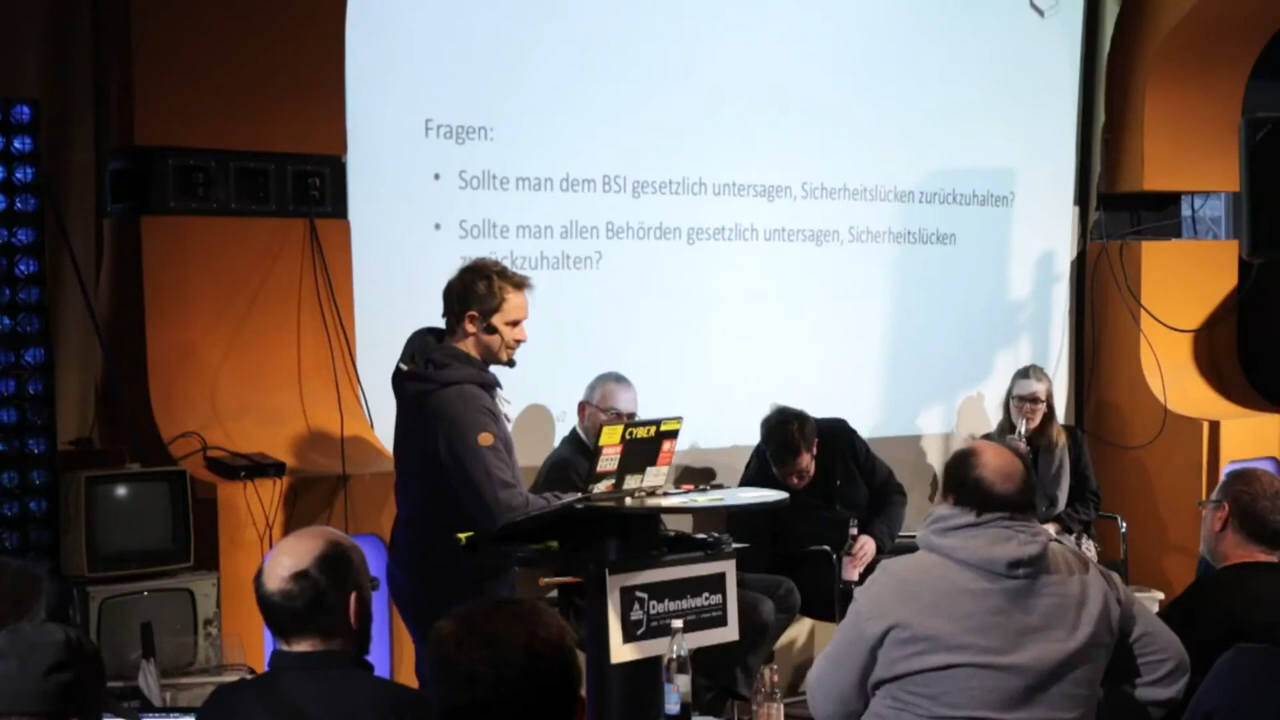 Fragen:
• Sollte man dem BSI gesetzlich untersagen, Sicherheitslücken zurückzuhalten?
• Sollte man allen Behörden gesetzlich untersagen, Sicherheitslücken
zurückzuhalten?
CYBER
DefensiveCon